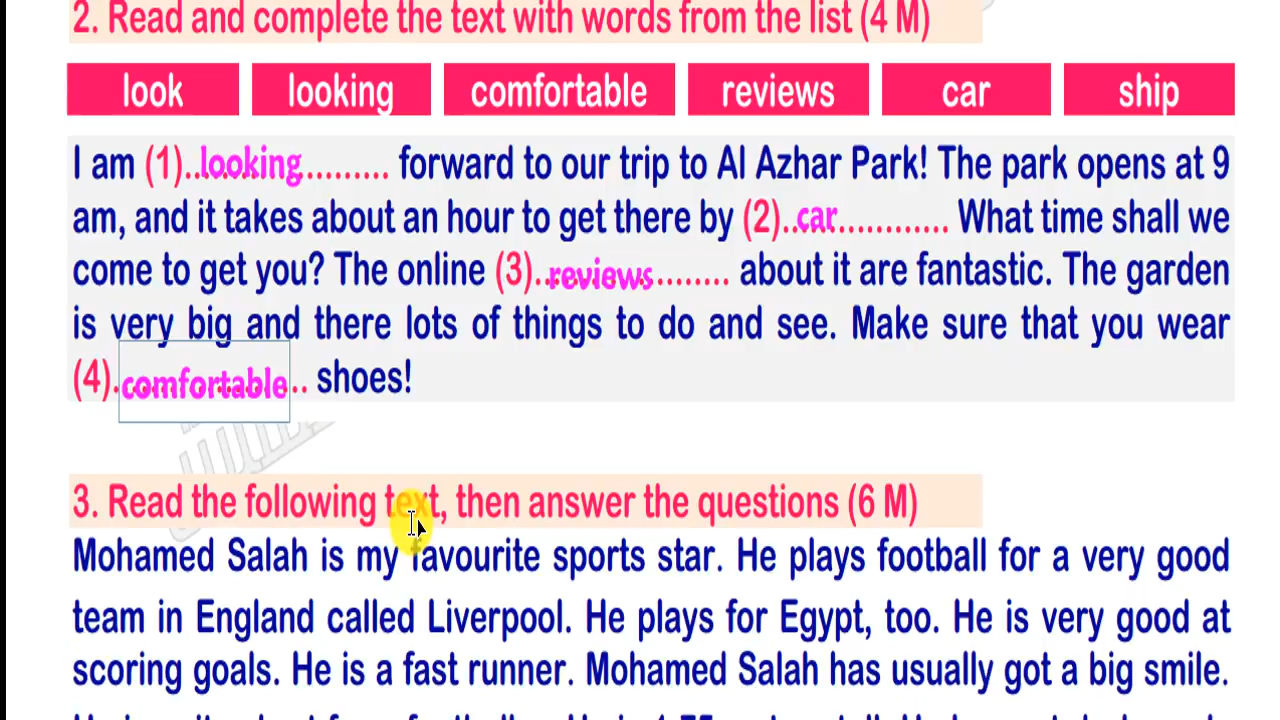 2. Read and complete the text with words from the list (4 M)
look looking comfortable reviews car ship
I am (1)..looking.......... forward to our trip to Al Azhar Park! The park opens at 9
am, and it takes about an hour to get there by (2)..car.............. What time shall we
come to get you? The online (3)..reviews......... about it are fantastic. The garden
is very big and there lots of things to do and see. Make sure that you wear
(4).comfortable.. shoes!
3. Read the following text, then answer the questions (6 M)
Mohamed Salah is my favourite sports star. He plays football for a very good
team in England called Liverpool. He plays for Egypt, too. He is very good at
scoring goals. He is a fast runner. Mohamed Salah has usually got a big smile.